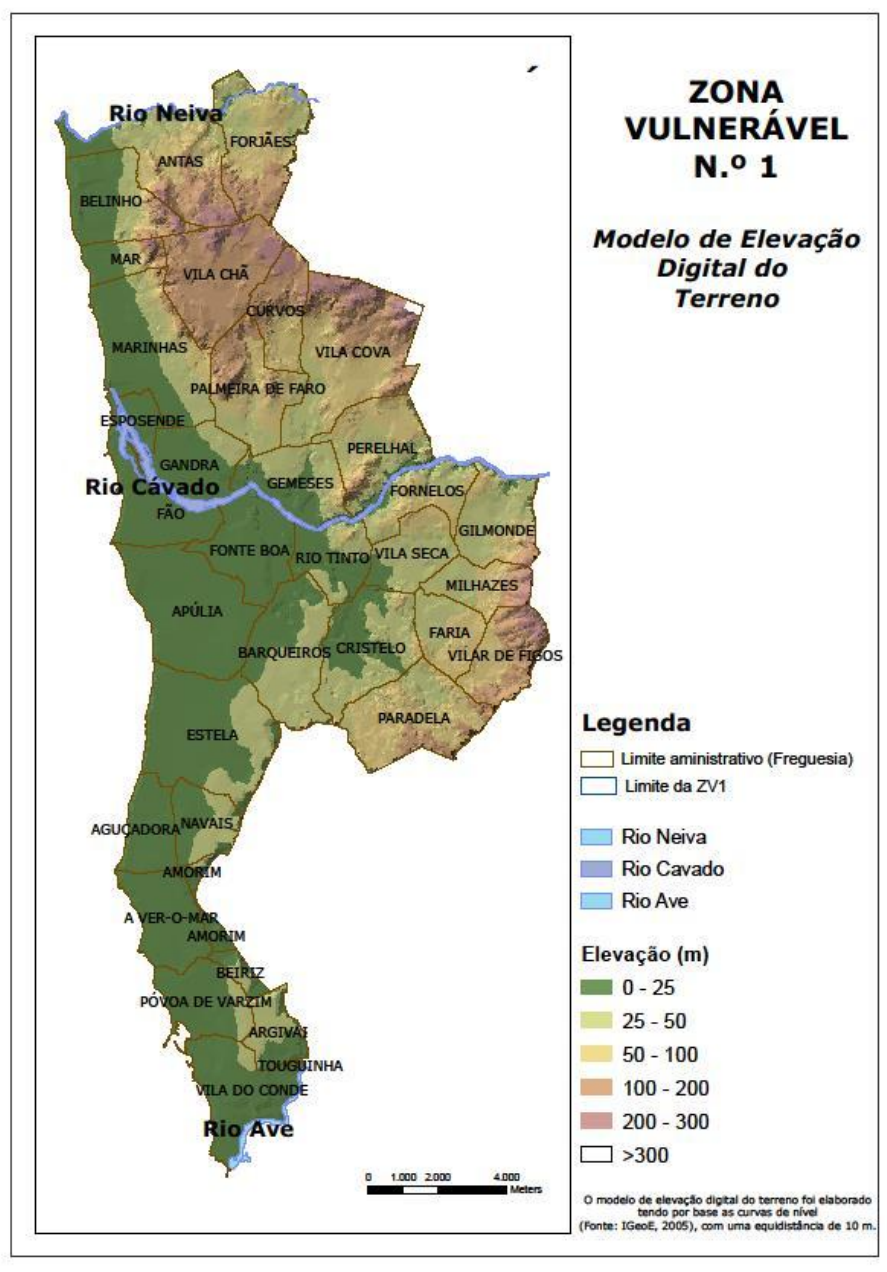 ZONA
VULNERÁVEL
N.º 1
Modelo de Elevação
Digital do
Terreno
Rio Neiva
FORJÃES
ANTAS
BELINHO
MAR
VILA CHÃ
CURVOS
MARINHAS
VILA COVA
PALMEIRA DE FARO
ESPOSENDE
PERELHAL
GANDRA
GEMESES
Rio Cávado
FORNELOS
FÃO
GILMONDE
FONTE BOA
RIO TINTO
VILA SECA
MILHAZES
APÚLIA
FARIA
BARQUEIROS
CRISTELO
VILAR DE FIGOS
PARADELA
ESTELA
AGUÇADORA
NAVAIS
AMORIM
A VER-O-MAR
AMORIM
BEIRIZ
PÓVOA DE VARZIM
ARGIVAI
TOUGUINHA
VILA DO CONDE
Rio Ave
0 1.000 2.000 4.000
Meters
Legenda
Limite aministrativo (Freguesia)
Limite da ZV1
Rio Neiva
Rio Cavado
Rio Ave
Elevação (m)
0 - 25
25 - 50
50 - 100
100 - 200
200 - 300
>300
O modelo de elevação digital do terreno foi elaborado
tendo por base as curvas de nível
(Fonte: IGeoE, 2005), com uma equidistância de 10 m.